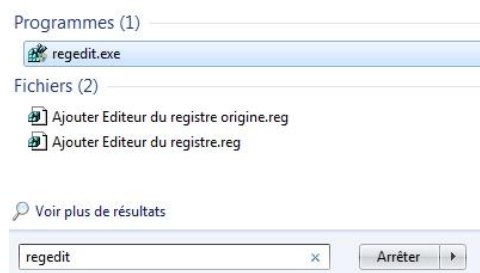 Programmes (1)
regedit.exe
Fichiers (2)
Ajouter Editeur du registre origine.reg
Ajouter Editeur du registre.reg
Voir plus de résultats
regedit × Arrêter